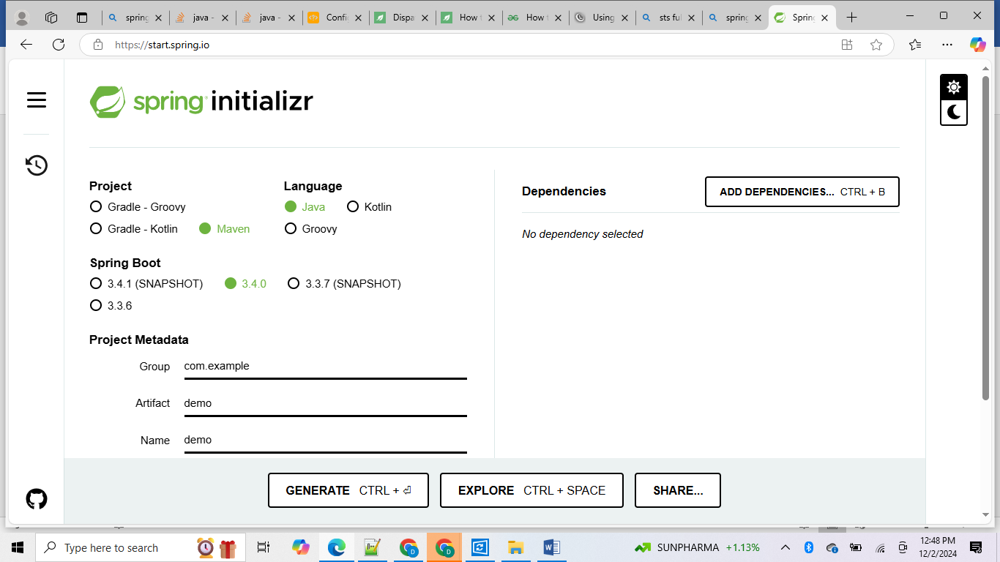 spring
java -
java -
Config
Dispa
How t
How t
Using
sts ful
spring
Spring
https://start.spring.io
spring initializr
Project
Language
Gradle - Groovy
Java
Kotlin
Gradle - Kotlin
Maven
Groovy
Spring Boot
3.4.1 (SNAPSHOT)
3.4.0
3.3.7 (SNAPSHOT)
3.3.6
Project Metadata
Group
com.example
Artifact
demo
Name
demo
Dependencies
ADD DEPENDENCIES... CTRL + B
No dependency selected
GENERATE CTRL + ⏎
EXPLORE CTRL + SPACE
SHARE...
Type here to search
SUNPHARMA +1.13%
12:48 PM
12/2/2024